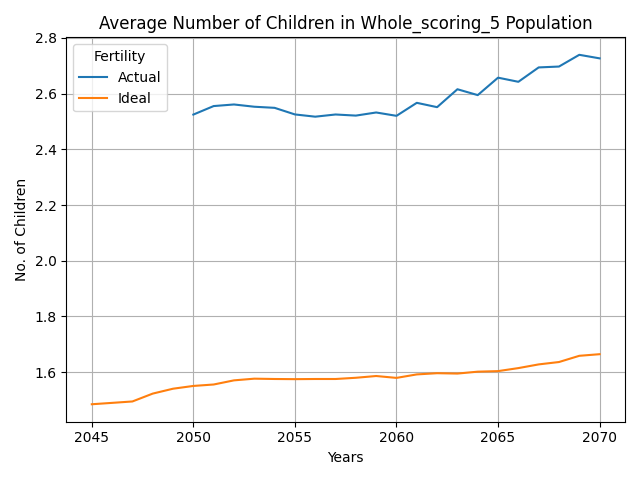 Average Number of Children in Whole_scoring_5 Population
Fertility
Actual
Ideal
No. of Children
2.8
2.6
2.4
2.2
2.0
1.8
1.6
2045 2050 2055 2060 2065 2070
Years